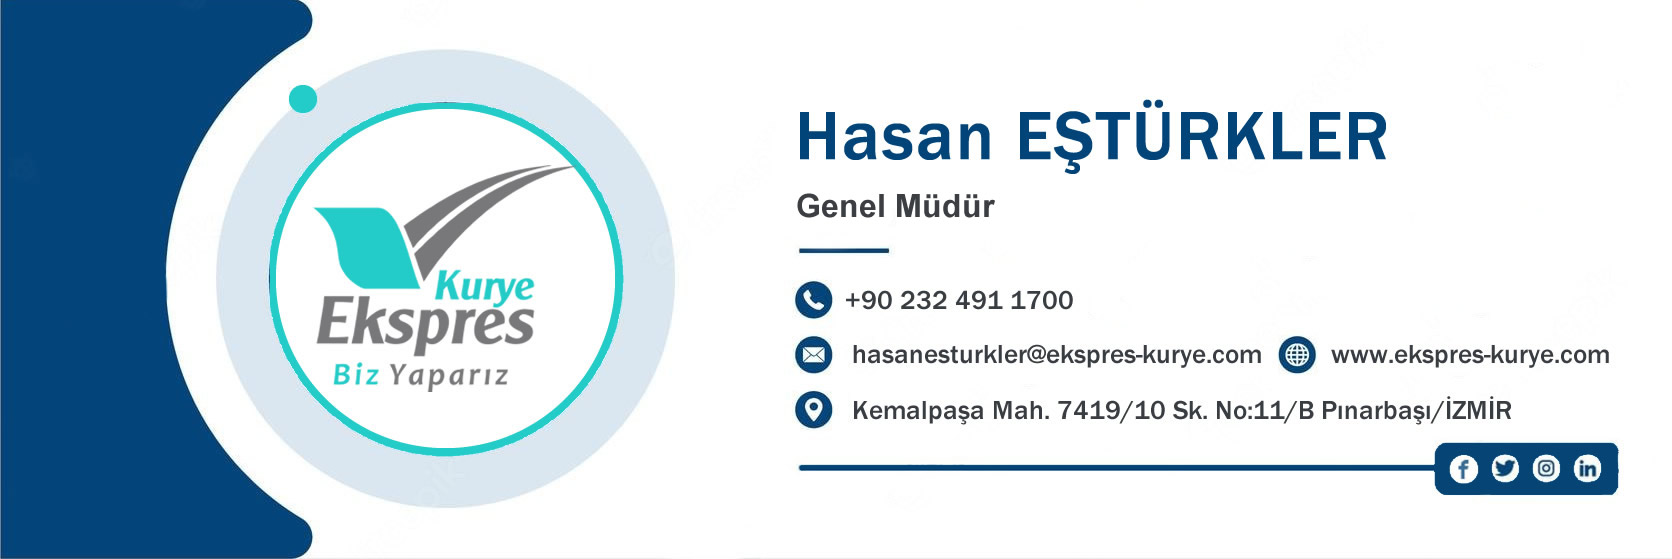 Kurye
Ekspres
Biz Yaparız
Hasan EŞTÜRKLER
Genel Müdür
+90 232 491 1700
hasanesturkler@ekspres-kurye.com www.ekspres-kurye.com
Kemalpaşa Mah. 7419/10 Sk. No:11/B Pınarbaşı/İZMİR